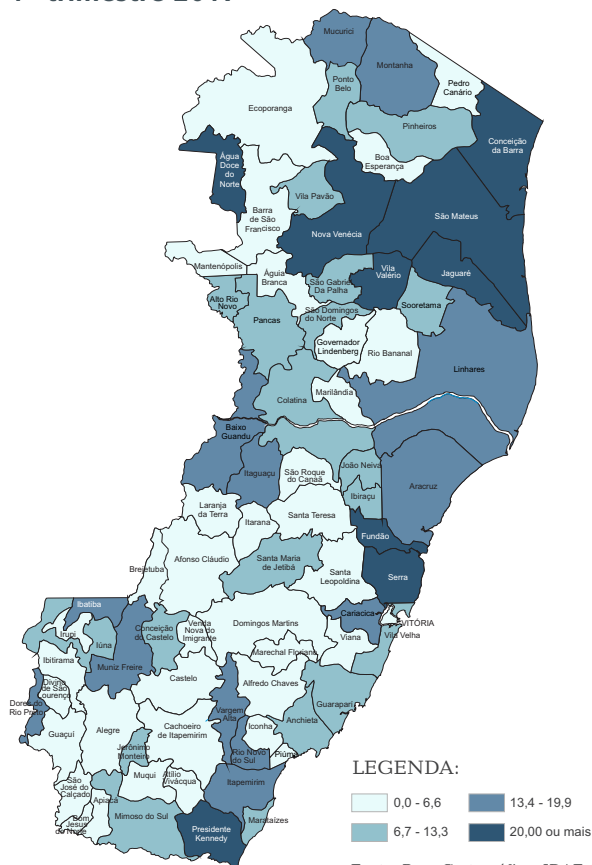 Mucurici
Montanha
Pedro
Canário
Ponto
Belo
Ecoporanga
Pinheiros
Conceição
da Barra
Boa
Esperança
Água
Doce
do
Norte
Vila Pavão
Barra
de São
Francisco
São Mateus
Nova Venécia
Mantenópolis
Águia
Branca
Vila
Valério
Jaguaré
São Gabriel
Da Palha
Alto Rio
Novo
Sooretama
São Domingos
do Norte
Pancas
Governador
Lindenberg
Rio Bananal
Linhares
Marilândia
Colatina
Baixo
Guandu
Itaguaçu
São Roque
do Canaã
João Neiva
Aracruz
Ibiraçu
Laranja
da Terra
Itarana
Santa Teresa
Fundão
Afonso Cláudio
Santa Maria
de Jetibá
Brejetuba
Santa
Leopoldina
Serra
Ibatiba
Cariacica
VITÓRIA
Irupi
Iúna
Conceição
do Castelo
Venda
Nova do
Imigrante
Domingos Martins
Viana
Vila Velha
Marechal Floriano
Ibitirama
Muniz Freire
Castelo
Alfredo Chaves
Divino
de São
Lourenço
Dores do
Rio Preto
Guarapari
Vargem
Alta
Anchieta
Guaçuí
Alegre
Cachoeiro
de Itapemirim
Iconha
Jerônimo
Monteiro
Rio Novo
do Sul
Piúma
São
José do
Calçado
Muqui
Atílio
Vivácqua
Itapemirim
Apiacá
Bom
Jesus
do Norte
Mimoso do Sul
Presidente
Kennedy
Marataízes
LEGENDA:
0,0 - 6,6
13,4 - 19,9
6,7 - 13,3
20,00 ou mais